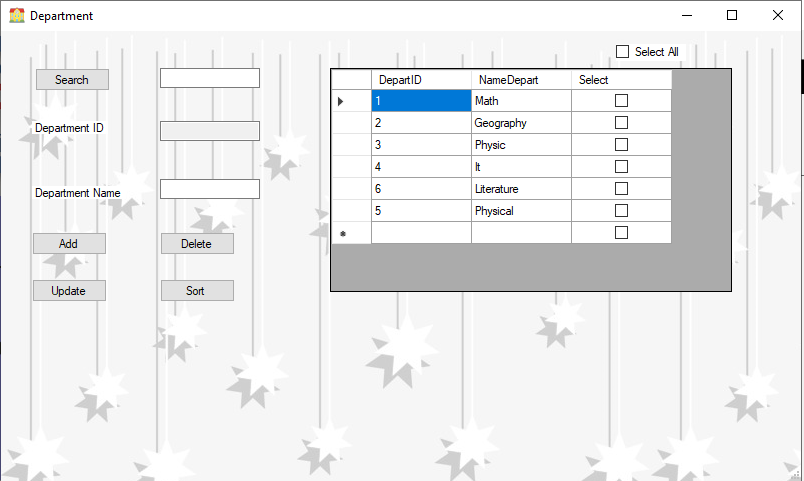 Department
Select All
Search
DepartID NameDepart Select
1 Math
2 Geography
3 Physic
4 It
6 Literature
5 Physical
Department ID
Department Name
Add Delete
Update Sort